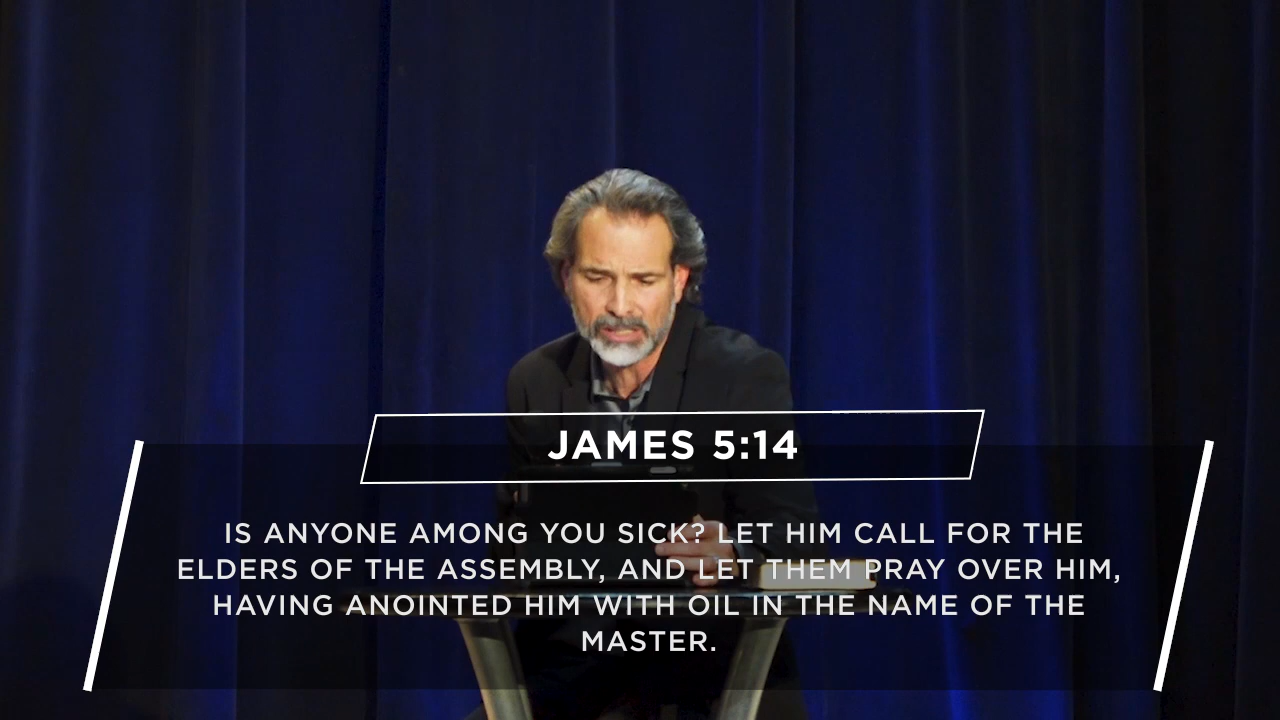 JAMES 5:14
IS ANYONE AMONG YOU SICK? LET HIM CALL FOR THE
ELDERS OF THE ASSEMBLY, AND LET THEM PRAY OVER HIM,
HAVING ANOINTED HIM WITH OIL IN THE NAME OF THE
MASTER.